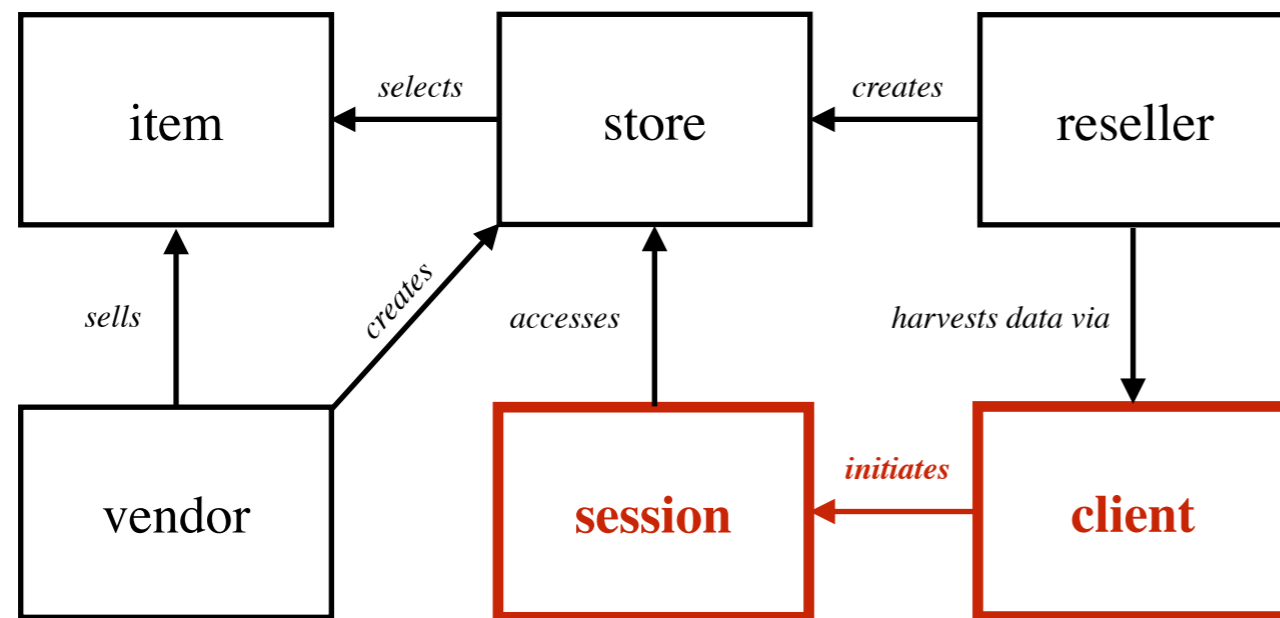 selects
creates
item
store
reseller
sells
creates
accesses
harvests data via
initiates
vendor
session
client